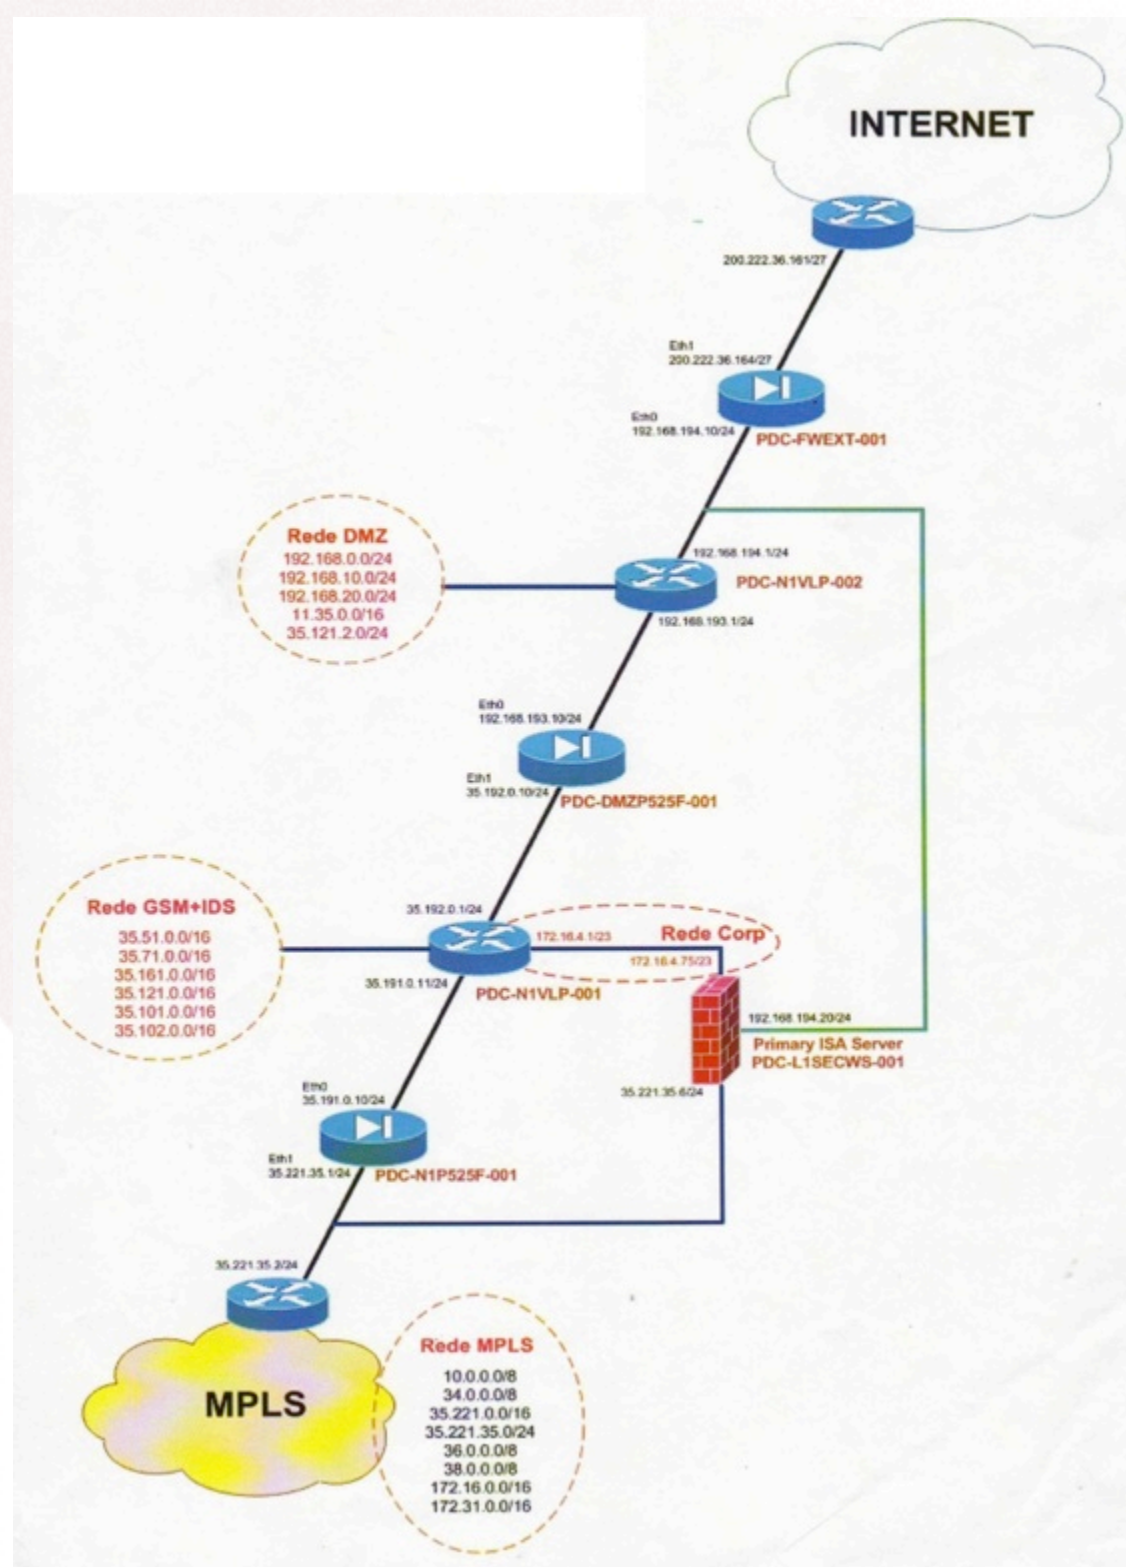 INTERNET
200.222.36.161/27
Eth1
200.222.36.164/27
Eth0
192.168.194.10/24
PDC-FWEXT-001
Rede DMZ
192.168.0.0/24
192.168.10.0/24
192.168.20.0/24
11.35.0.0/16
35.121.2.0/24
192.168.194.1/24
PDC-N1VLP-002
192.168.193.1/24
Eth0
192.168.193.10/24
Eth1
35.192.0.10/24
PDC-DMZP525F-001
Rede GSM+IDS
35.51.0.0/16
35.71.0.0/16
35.161.0.0/16
35.121.0.0/16
35.101.0.0/16
35.102.0.0/16
35.192.0.1/24
172.16.4.1/23
Rede Corp
172.16.4.75/23
35.191.0.11/24
PDC-N1VLP-001
192.168.194.20/24
Primary ISA Server
PDC-L1SECWS-001
35.221.35.6/24
Eth0
35.191.0.10/24
Eth1
35.221.35.1/24
PDC-N1P525F-001
35.221.35.2/24
MPLS
Rede MPLS
10.0.0.0/8
34.0.0.0/8
35.221.0.0/16
35.221.35.0/24
36.0.0.0/8
38.0.0.0/8
172.16.0.0/16
172.31.0.0/16